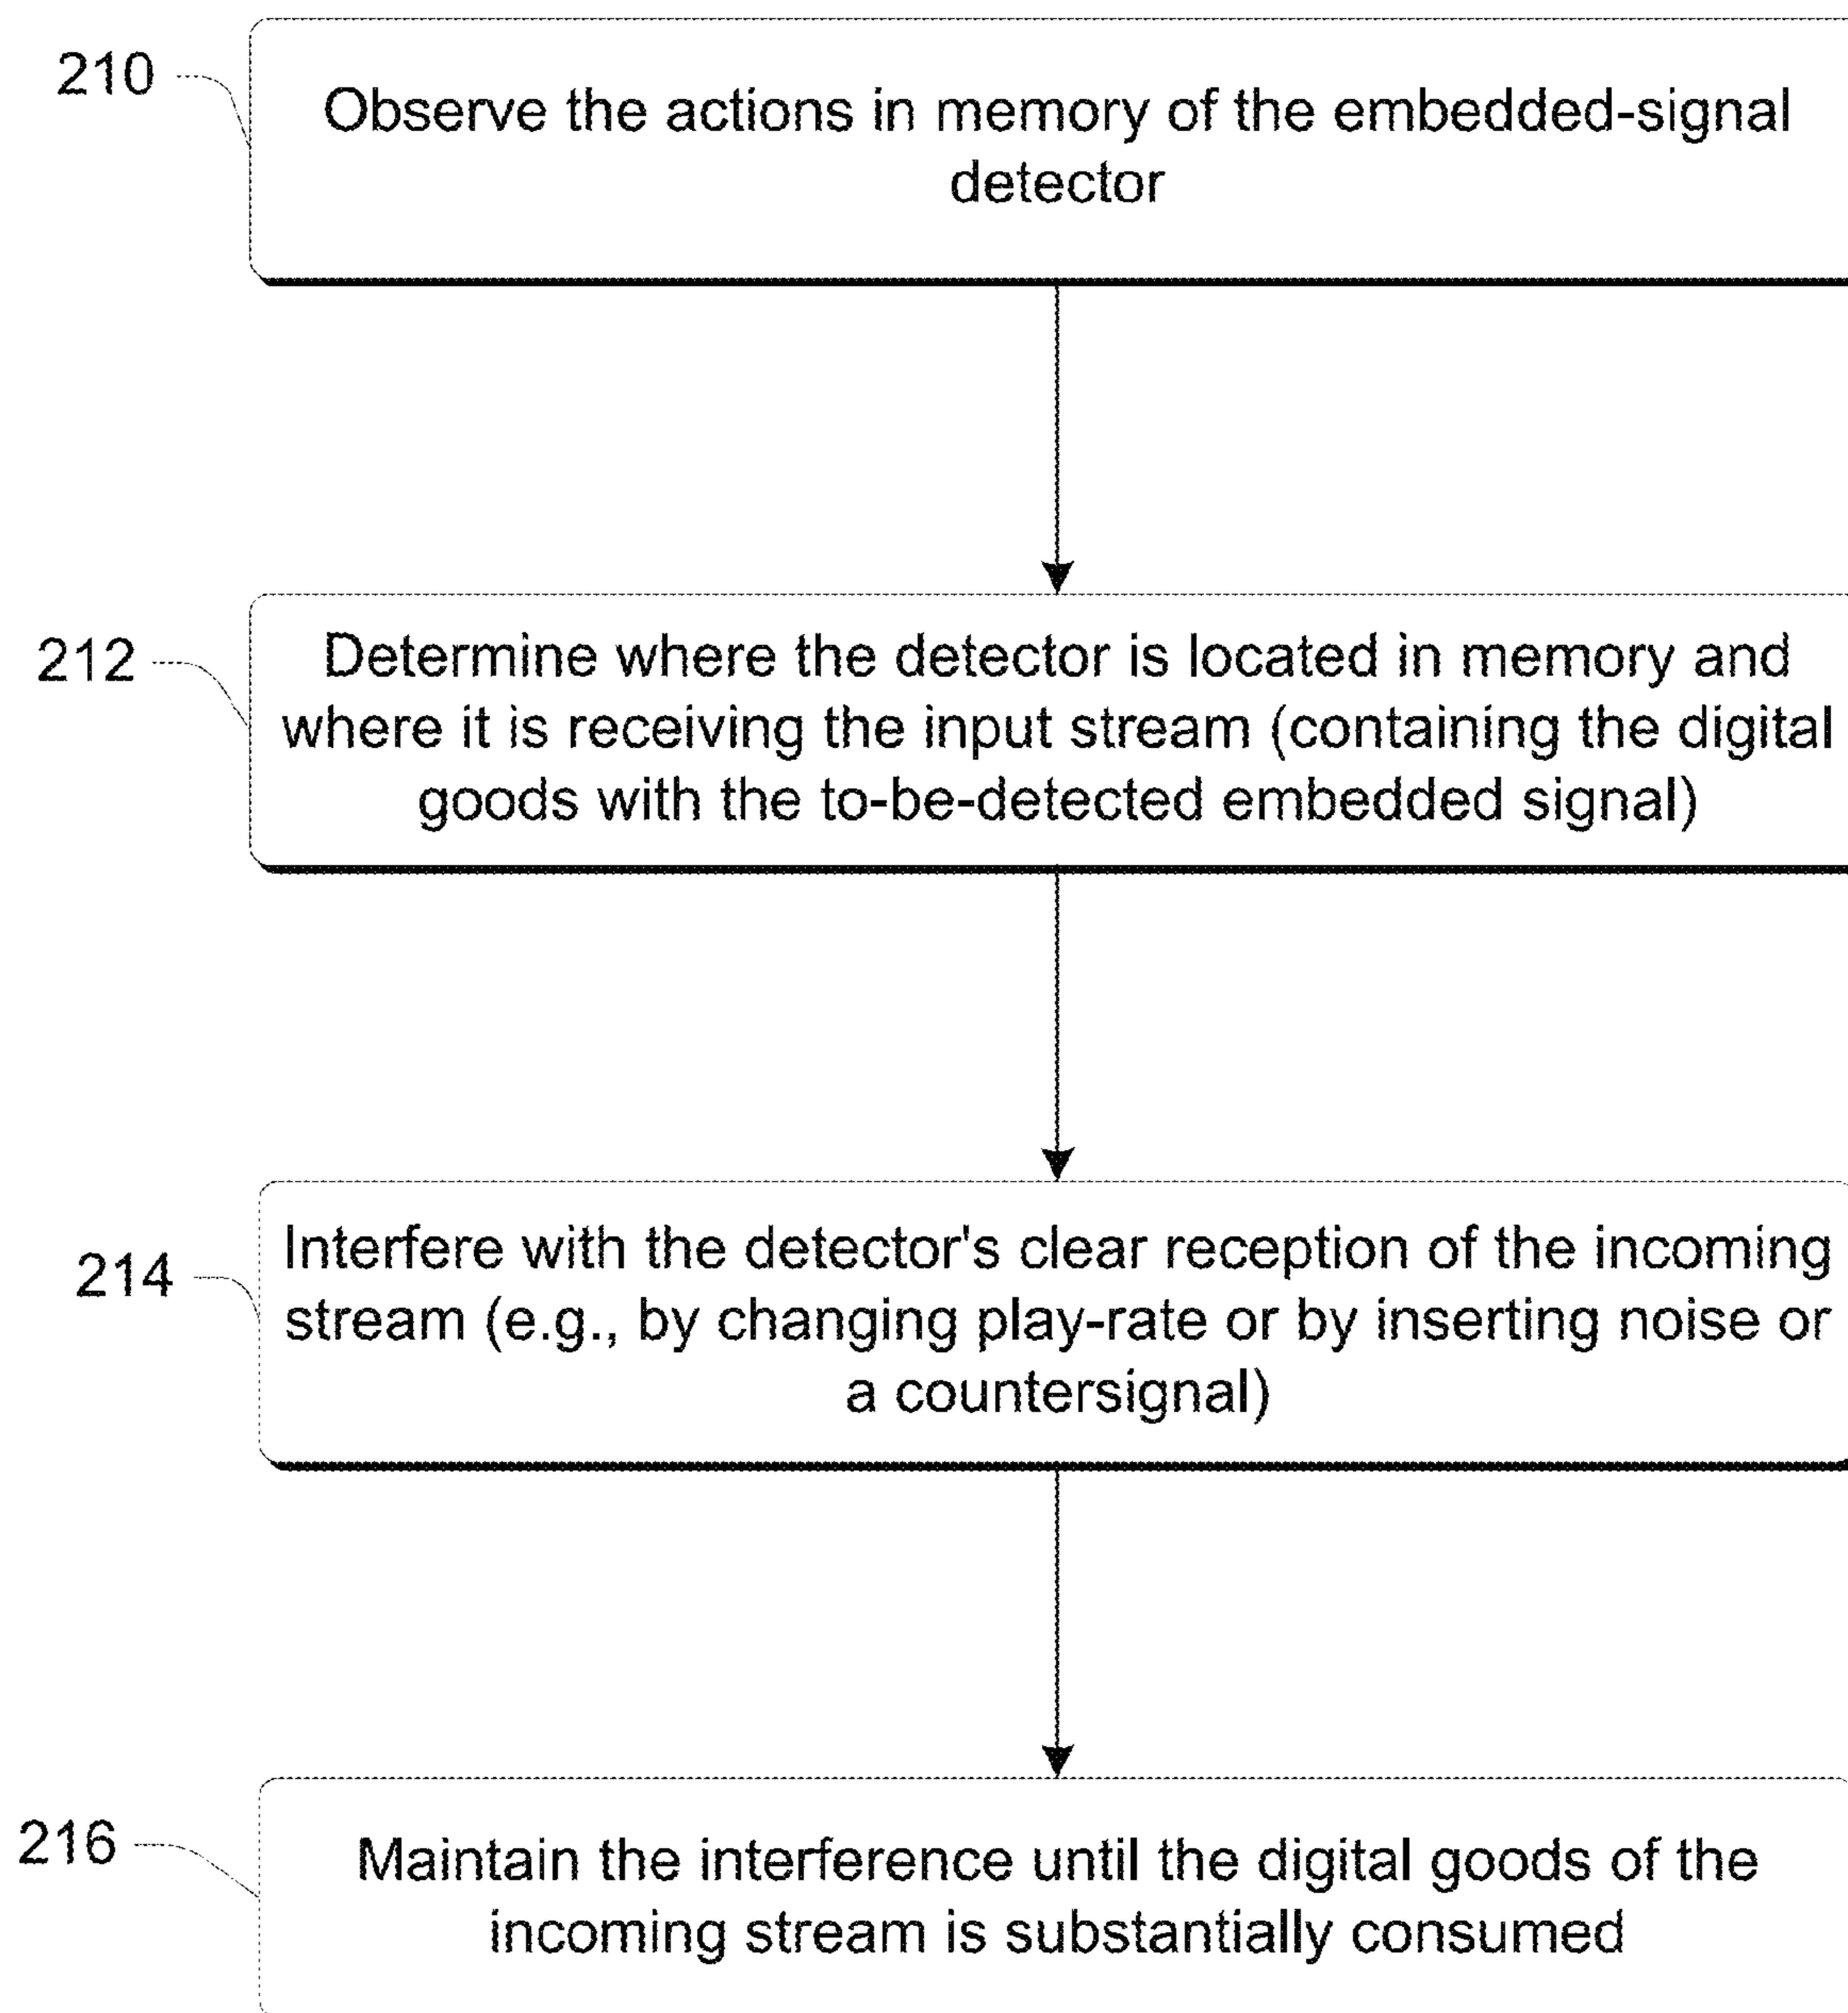 210
Observe the actions in memory of the embedded-signal
detector
212
Determine where the detector is located in memory and
where it is receiving the input stream (containing the digital
goods with the to-be-detected embedded signal)
214
Interfere with the detector's clear reception of the incoming
stream (e.g., by changing play-rate or by inserting noise or
a countersignal)
216
Maintain the interference until the digital goods of the
incoming stream is substantially consumed